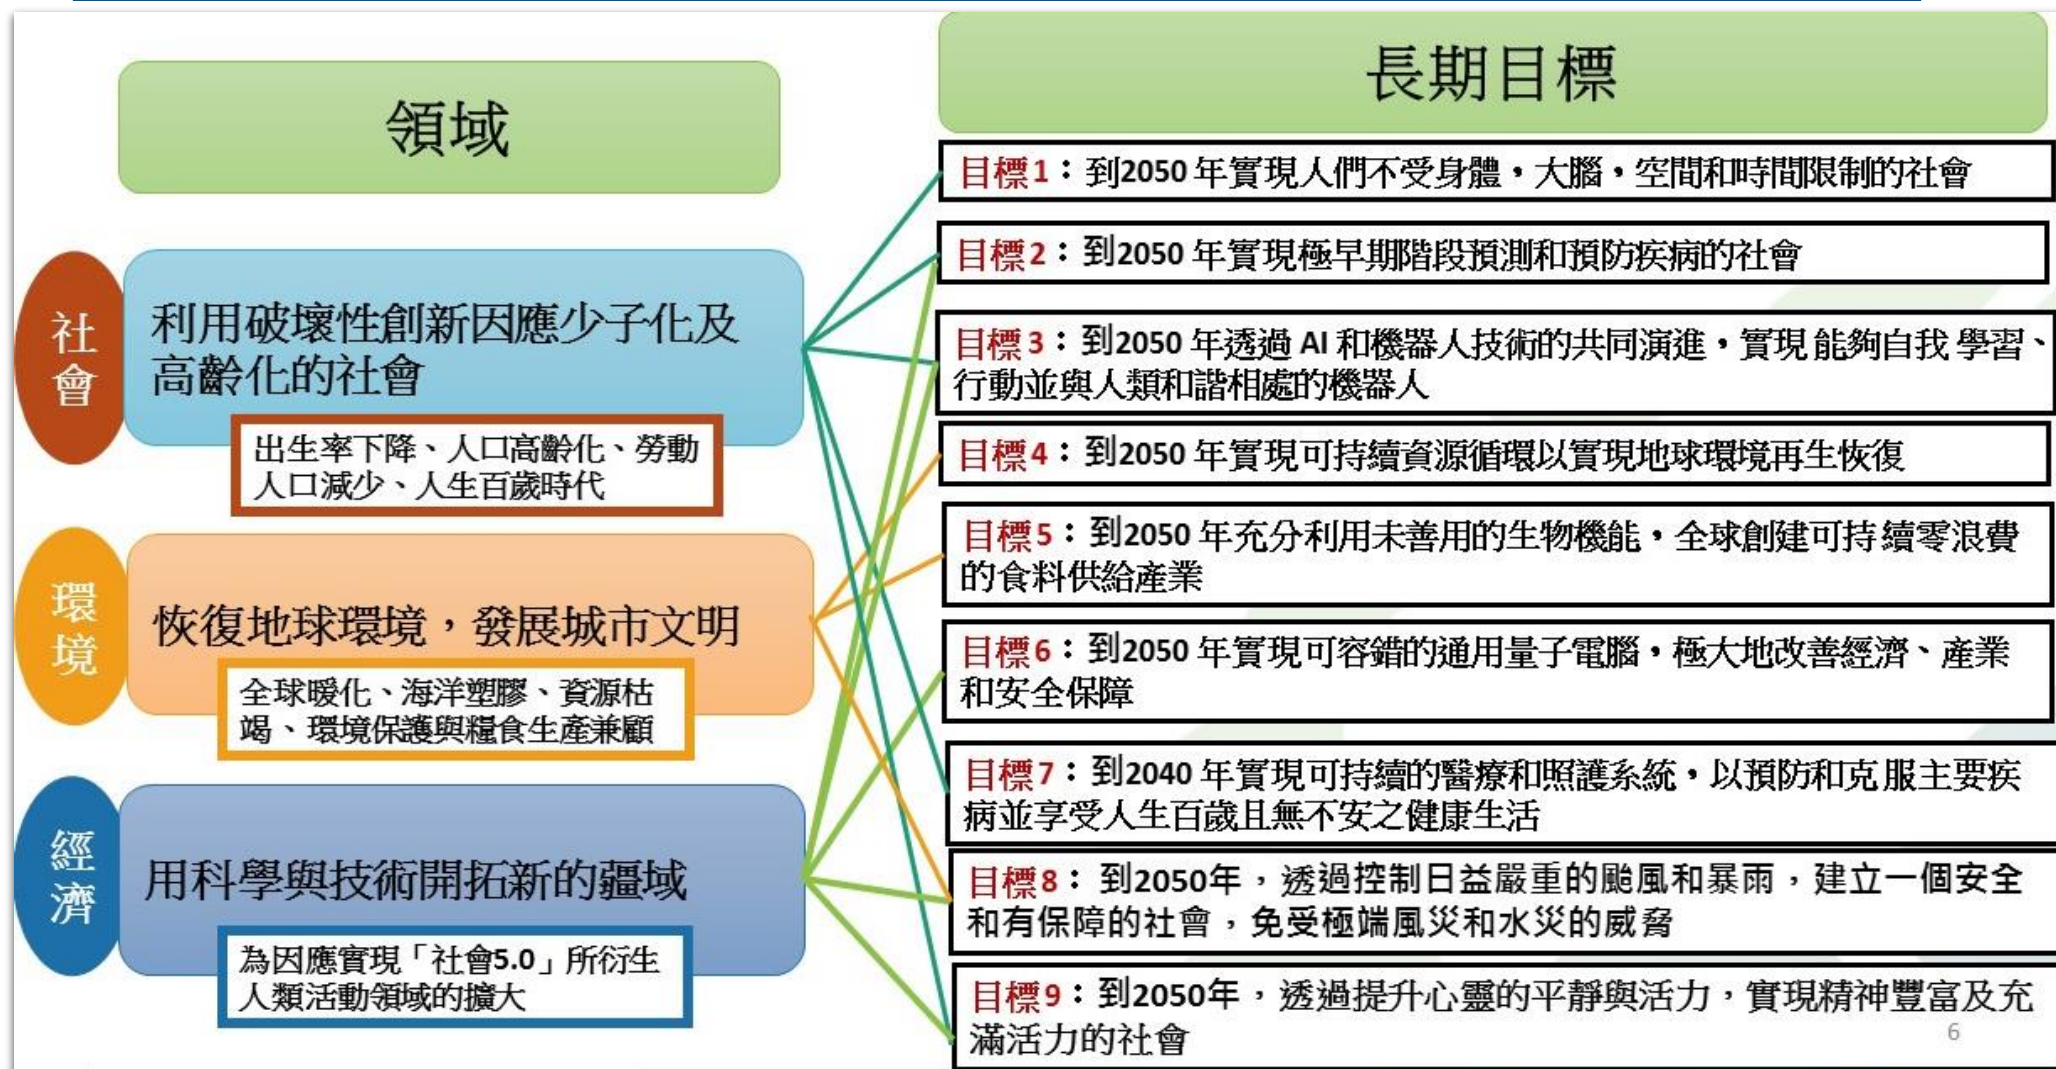 領域
長期目標
社會
利用破壞性創新因應少子化及
高齡化的社會
出生率下降、人口高齡化、勞動
人口減少、人生百歲時代
環境
恢復地球環境，發展城市文明
全球暖化、海洋塑膠、資源枯
竭、環境保護與糧食生產兼顧
經濟
用科學與技術開拓新的疆域
為因應實現「社會5.0」所衍生
人類活動領域的擴大
目標1：到2050年實現人們不受身體，大腦，空間和時間限制的社會
目標2：到2050 年實現極早期階段預測和預防疾病的社會
目標3：到2050 年透過 AI 和機器人技術的共同演進，實現能夠自我學習、
行動並與人類和諧相處的機器人
目標4：到2050 年實現可持續資源循環以實現地球環境再生恢復
目標5：到2050 年充分利用未善用的生物機能，全球創建可持續零浪費
的食料供給產業
目標6：到2050 年實現可容錯的通用量子電腦，極大地改善經濟、產業
和安全保障
目標7：到2040 年實現可持續的醫療和照護系統，以預防和克服主要疾
病並享受人生百歲且無不安之健康生活
目標8：到2050年，透過控制日益嚴重的颱風和暴雨，建立一個安全
和有保障的社會，免受極端風災和水災的威脅
目標9：到2050年，透過提升心靈的平靜與活力，實現精神豐富及充
滿活力的社會
6